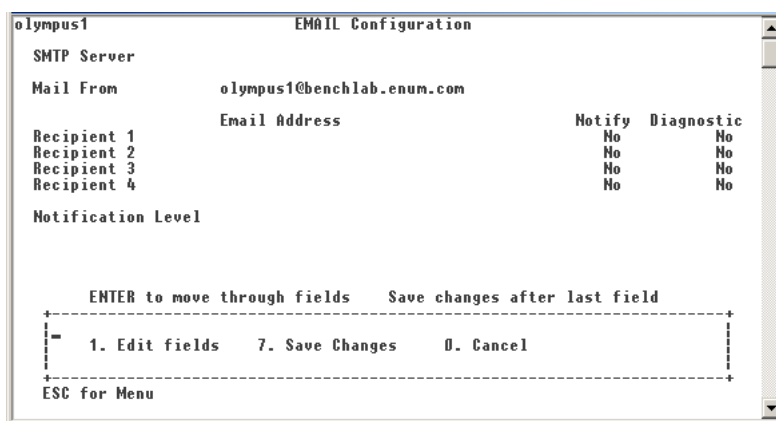 olympus1 EMAIL Configuration
SMTP Server
Mail From olympus1@benchlab.enum.com
Email Address Notify Diagnostic
Recipient 1 No No
Recipient 2 No No
Recipient 3 No No
Recipient 4 No No
Notification Level
ENTER to move through fields Save changes after last field
1. Edit fields 7. Save Changes 0. Cancel
ESC for Menu